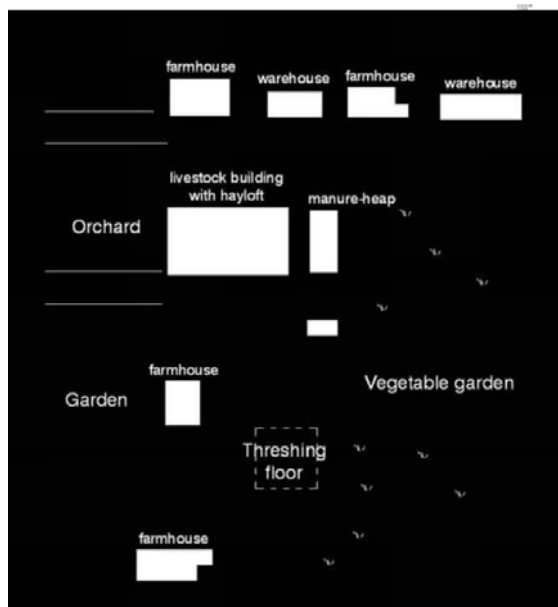 farmhouse
warehouse
farmhouse
warehouse
livestock building
with hayloft
manure-heap
Orchard
farmhouse
Garden
Vegetable garden
Threshing
floor
farmhouse